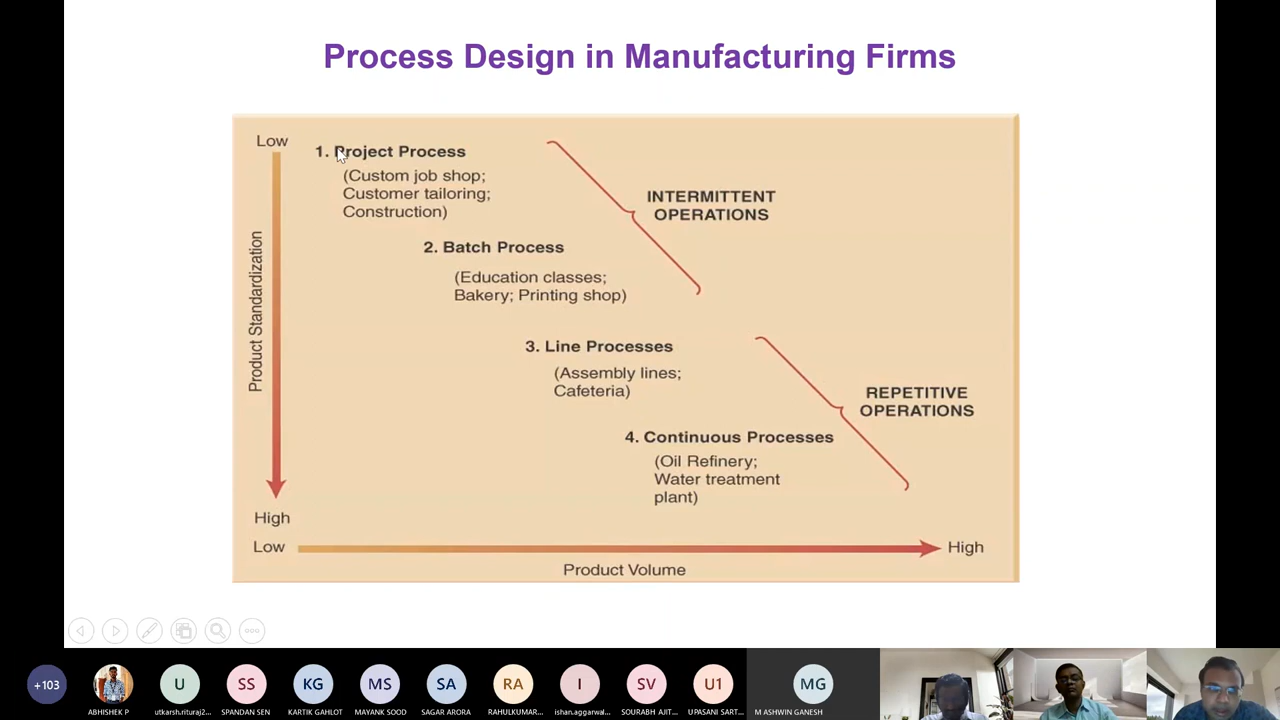 Process Design in Manufacturing Firms
Low
1. Project Process
(Custom job shop;
Customer tailoring;
Construction)
INTERMITTENT
OPERATIONS
2. Batch Process
(Education classes;
Bakery; Printing shop)
Product Standardization
3. Line Processes
(Assembly lines;
Cafeteria)
REPETITIVE
OPERATIONS
4. Continuous Processes
(Oil Refinery;
Water treatment
plant)
High
Low
High
Product Volume
+103
U
SS
KG
MS
SA
RA
I
SV
U1
MG
ABHISHEK P
utkarsh.rituraj2...
SPANDAN SEN
KARTIK GAHLOT
MAYANK SOOD
SAGAR ARORA
RAHULKUMAR...
ishan.aggarwal...
SOURABH AJIT...
UPASANI SART...
M ASHWIN GANESH